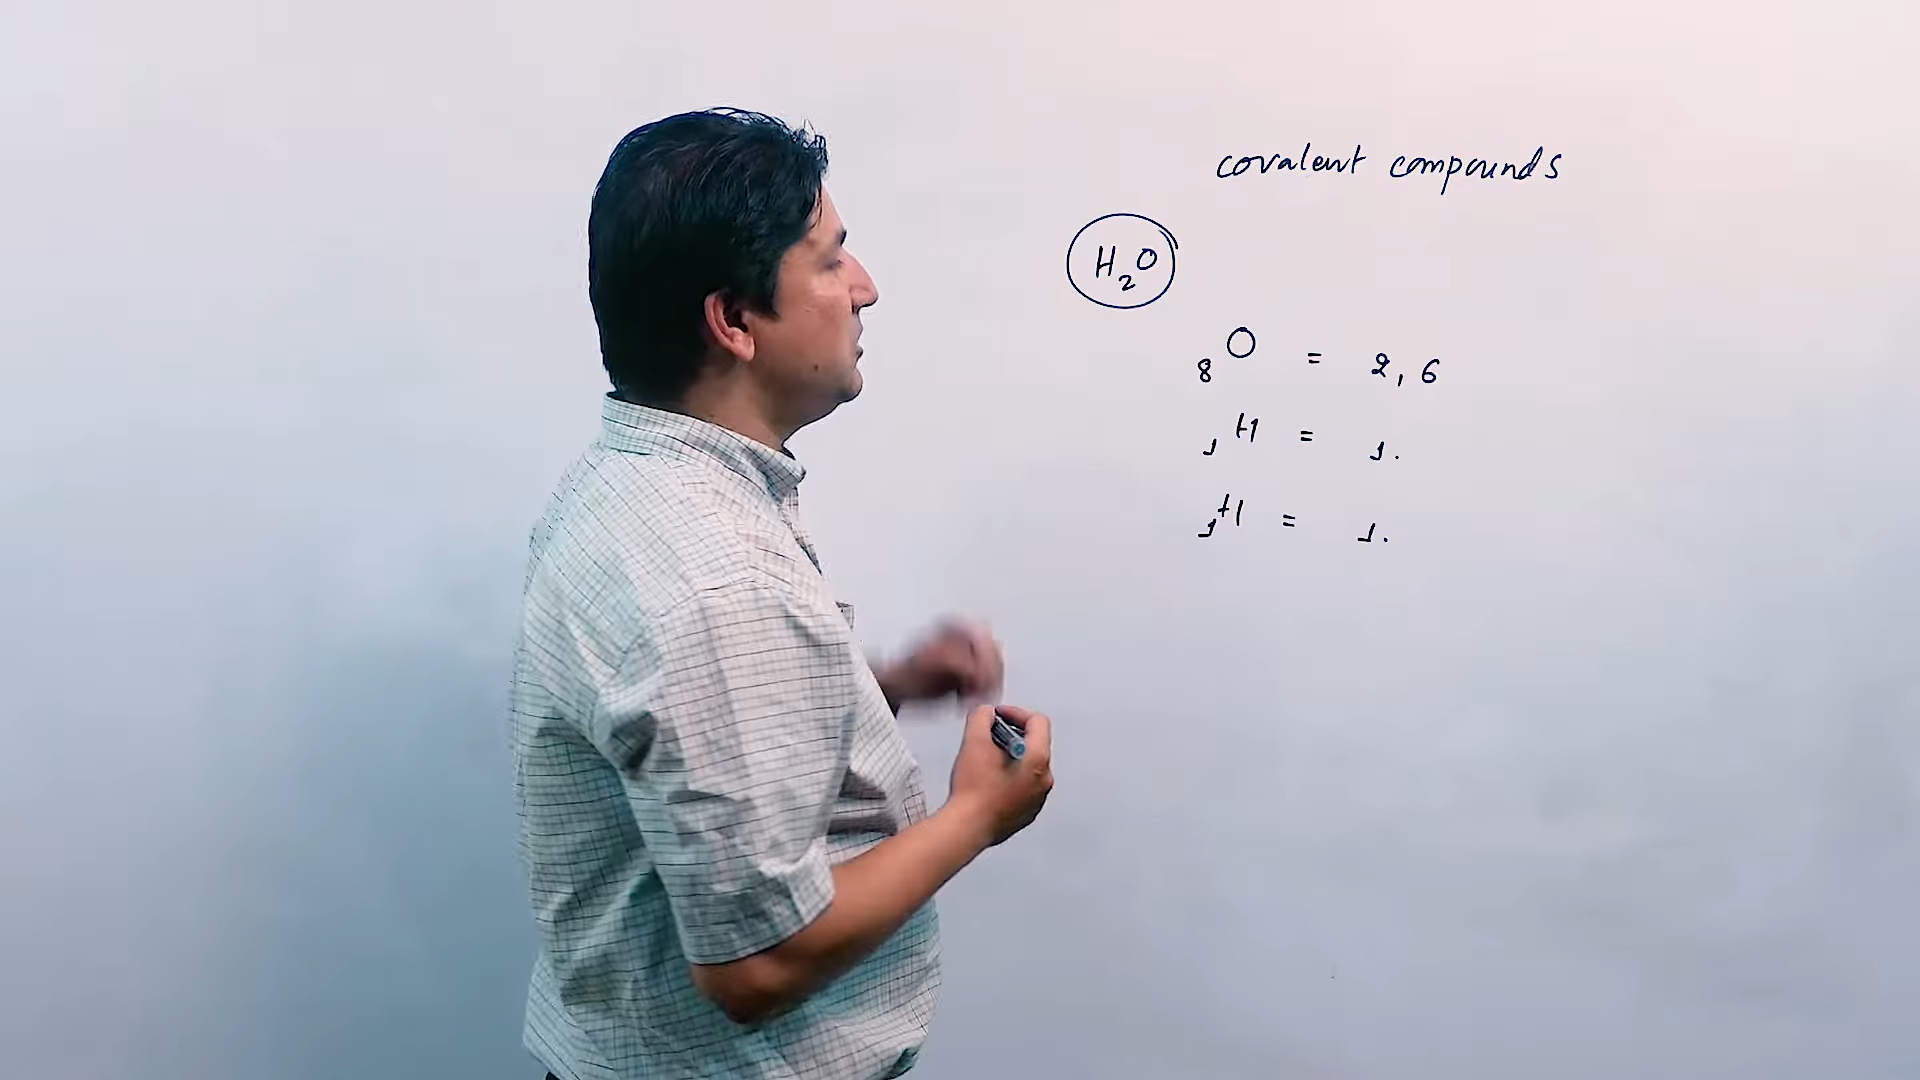 covalent compounds
H₂O
₈O = 2, 6
₁H = 1.
₁H = 1.